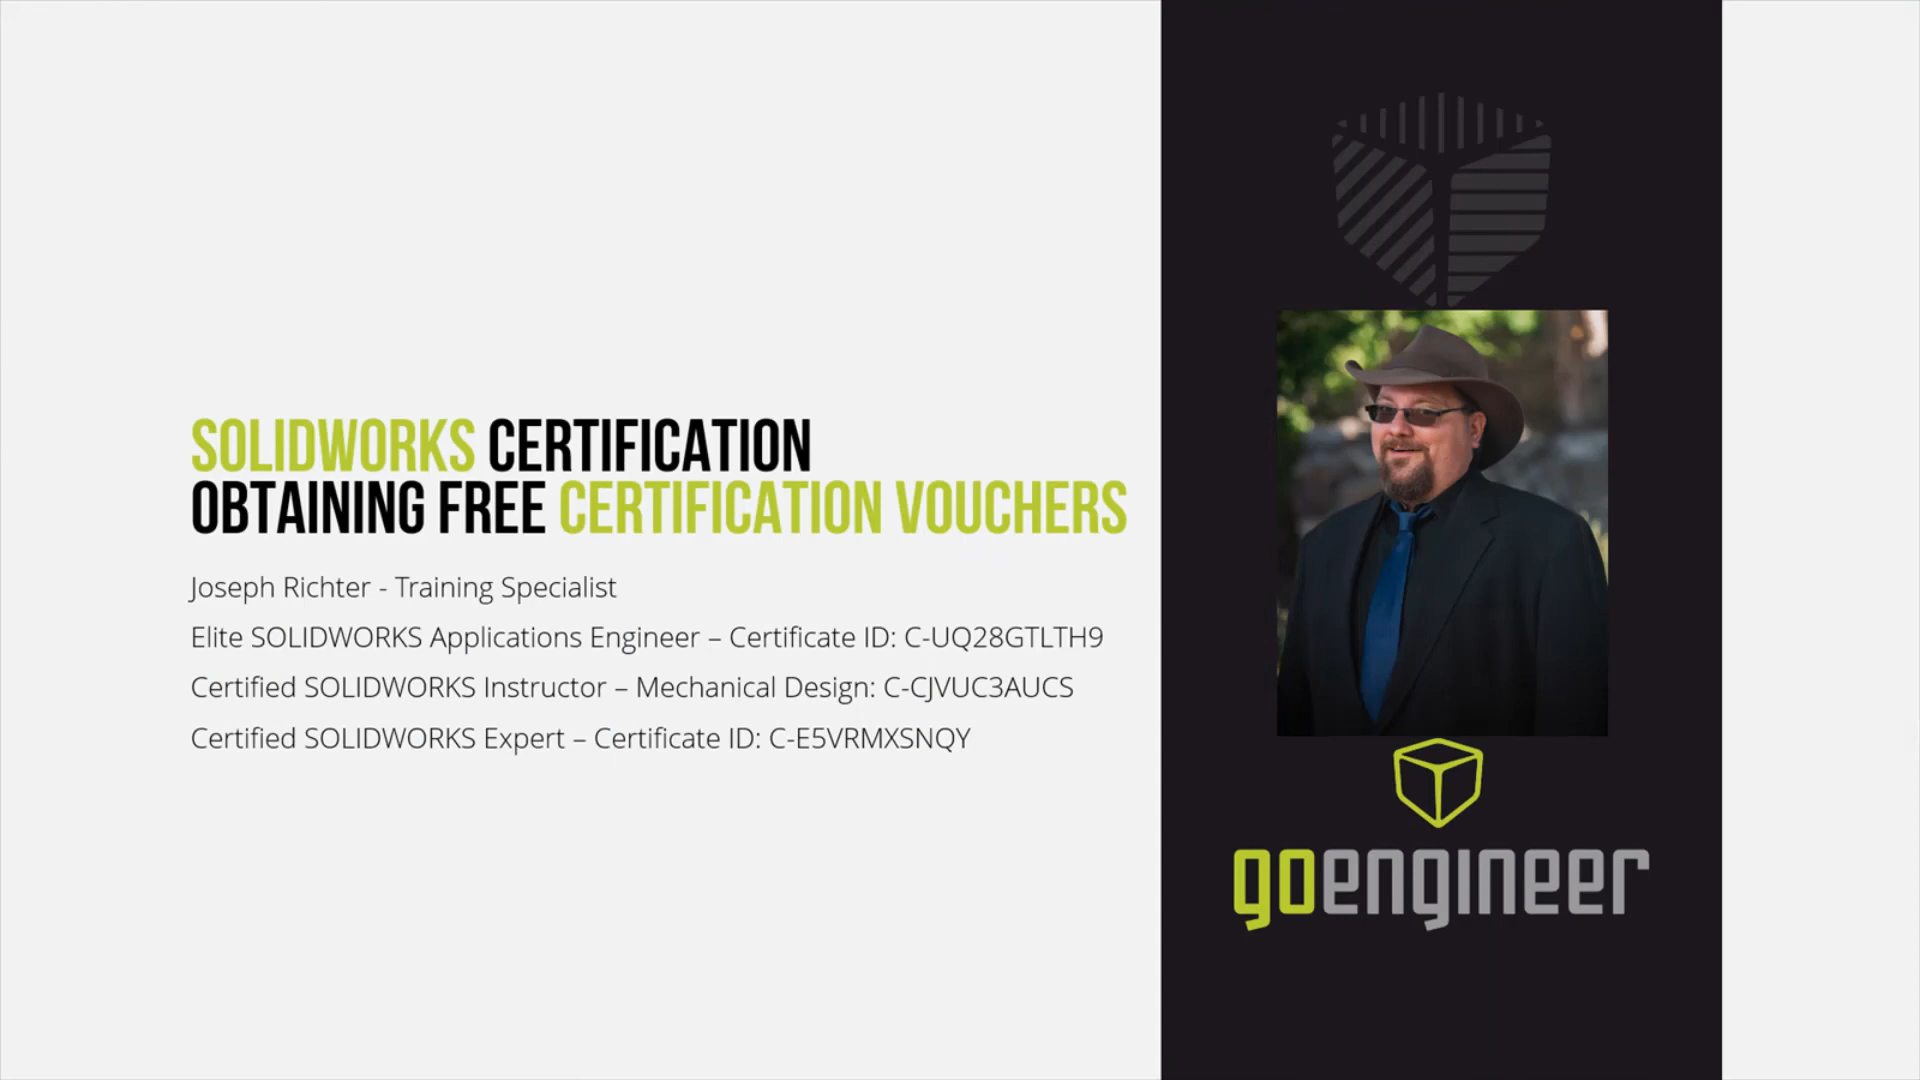 SOLIDWORKS CERTIFICATION
OBTAINING FREE CERTIFICATION VOUCHERS
Joseph Richter - Training Specialist
Elite SOLIDWORKS Applications Engineer – Certificate ID: C-UQ28GTLTH9
Certified SOLIDWORKS Instructor – Mechanical Design: C-CJVUC3AUCS
Certified SOLIDWORKS Expert – Certificate ID: C-E5VRMXSNQY
goengineer